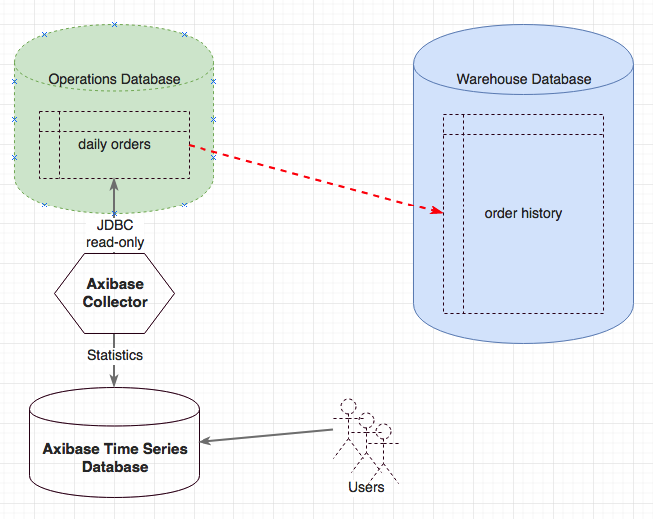 Operations Database
Warehouse Database
daily orders
order history
JDBC
read-only
Axibase
Collector
Statistics
Axibase Time Series
Database
Users